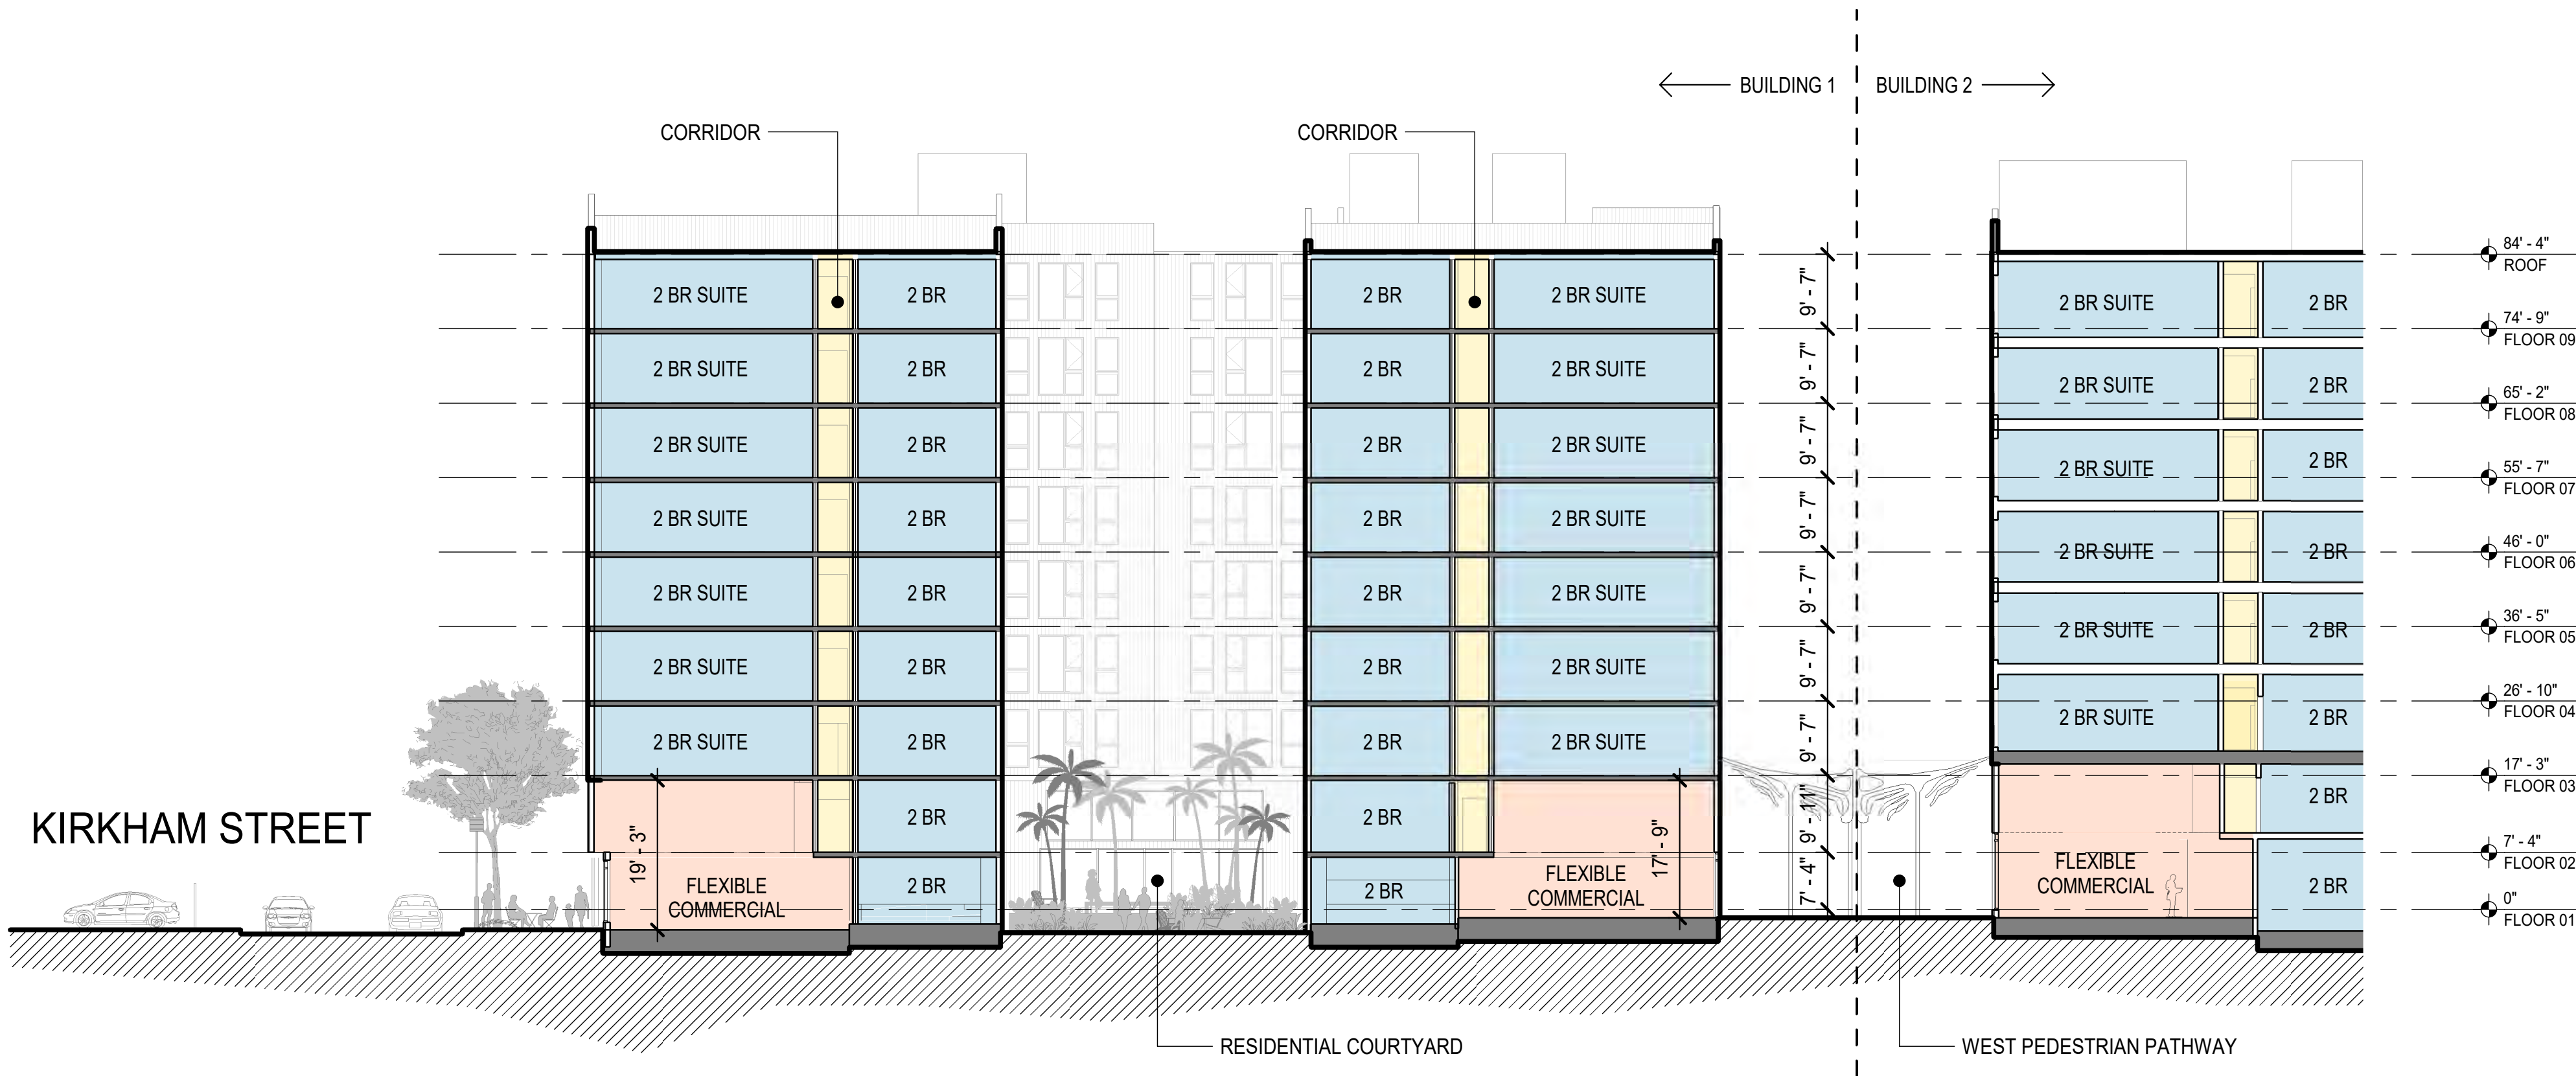 BUILDING 1
BUILDING 2
CORRIDOR
CORRIDOR
84' - 4"
ROOF
2 BR SUITE
2 BR
2 BR
2 BR SUITE
9' - 7"
2 BR SUITE
2 BR
74' - 9"
FLOOR 09
2 BR SUITE
2 BR
2 BR
2 BR SUITE
9' - 7"
2 BR SUITE
2 BR
65' - 2"
FLOOR 08
2 BR SUITE
2 BR
2 BR
2 BR SUITE
9' - 7"
2 BR SUITE
2 BR
55' - 7"
FLOOR 07
2 BR SUITE
2 BR
2 BR
2 BR SUITE
9' - 7"
2 BR SUITE
2 BR
46' - 0"
FLOOR 06
2 BR SUITE
2 BR
2 BR
2 BR SUITE
9' - 7"
2 BR SUITE
2 BR
36' - 5"
FLOOR 05
2 BR SUITE
2 BR
2 BR
2 BR SUITE
9' - 7"
2 BR SUITE
2 BR
26' - 10"
FLOOR 04
2 BR SUITE
2 BR
2 BR
2 BR SUITE
9' - 7"
17' - 3"
FLOOR 03
KIRKHAM STREET
19' - 3"
2 BR
2 BR
17' - 9"
9' - 11"
2 BR
7' - 4"
FLOOR 02
FLEXIBLE
COMMERCIAL
2 BR
2 BR
FLEXIBLE
COMMERCIAL
7' - 4"
FLEXIBLE
COMMERCIAL
2 BR
0"
FLOOR 01
RESIDENTIAL COURTYARD
WEST PEDESTRIAN PATHWAY